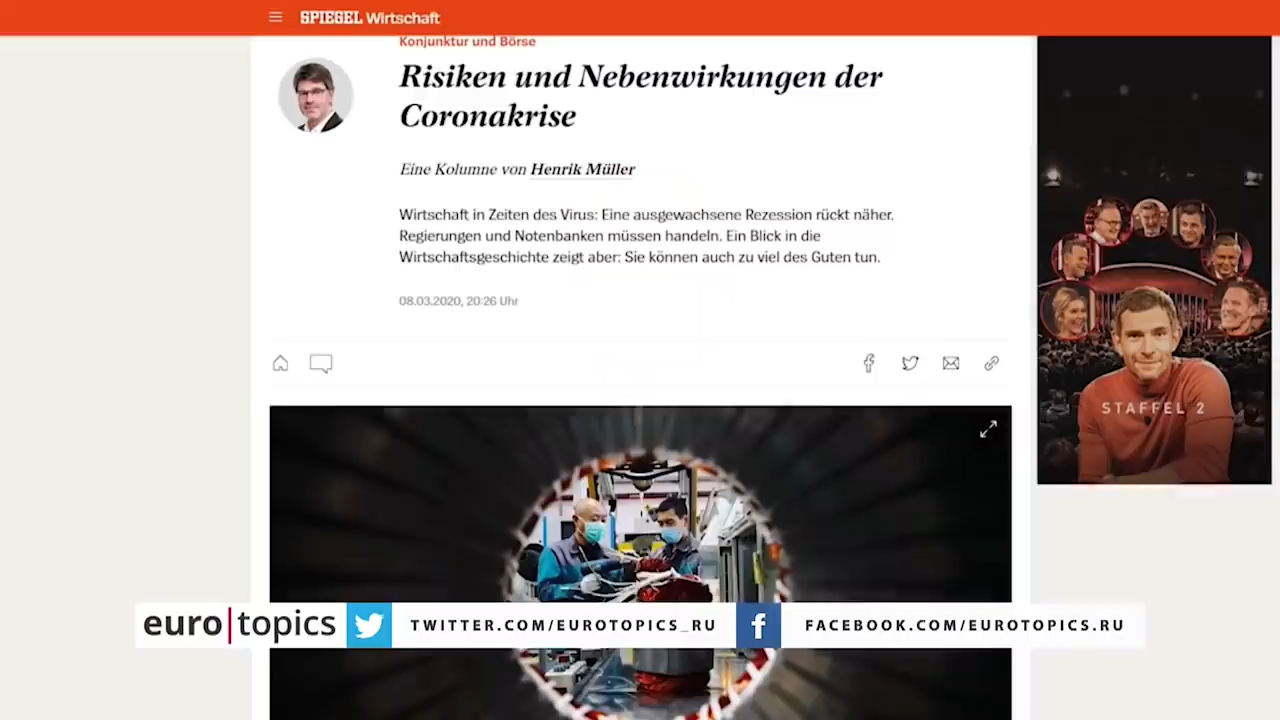 SPIEGEL Wirtschaft
Konjunktur und Börse
Risiken und Nebenwirkungen der
Coronakrise
Eine Kolumne von Henrik Müller
Wirtschaft in Zeiten des Virus: Eine ausgewachsene Rezession rückt näher.
Regierungen und Notenbanken müssen handeln. Ein Blick in die
Wirtschaftsgeschichte zeigt aber: Sie können auch zu viel des Guten tun.
08.03.2020, 20:26 Uhr
STAFFEL 2
euro|topics
TWITTER.COM/EUROTOPICS_RU
FACEBOOK.COM/EUROTOPICS.RU